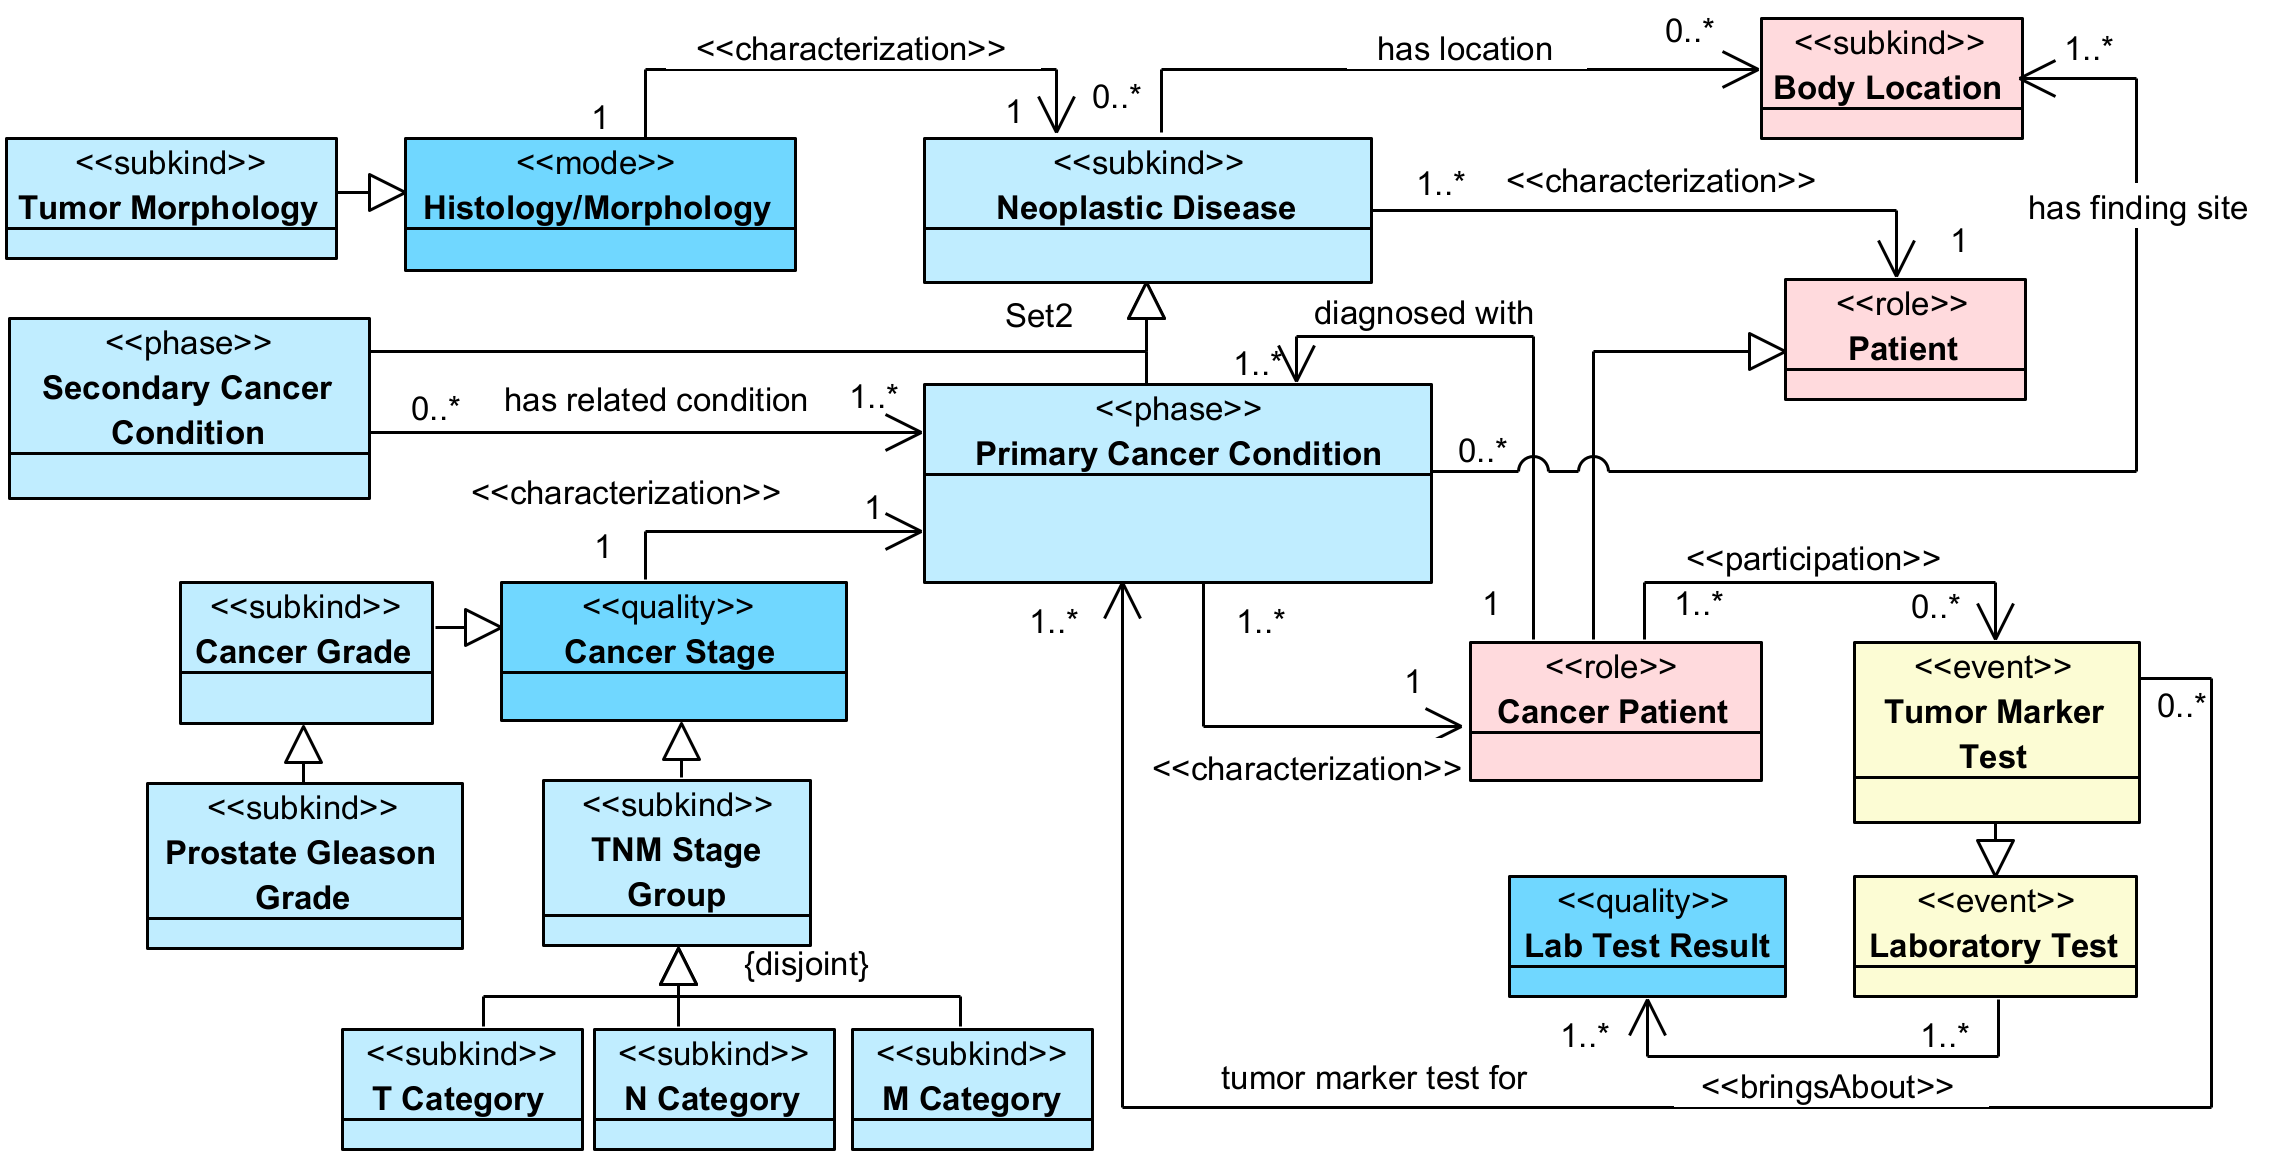 <<characterization>>
has location
0..*
<<subkind>>
Body Location
1..*
1
1
0..*
<<subkind>>
Tumor Morphology
<<mode>>
Histology/Morphology
<<subkind>>
Neoplastic Disease
1..*
<<characterization>>
1
has finding site
Set2
diagnosed with
1..*
<<role>>
Patient
<<phase>>
Secondary Cancer
Condition
0..*
has related condition
1..*
<<phase>>
Primary Cancer Condition
0..*
<<characterization>>
1
1
<<subkind>>
Cancer Grade
<<quality>>
Cancer Stage
1..*
1..*
1
1
<<characterization>>
<<participation>>
1..*
0..*
<<role>>
Cancer Patient
<<event>>
Tumor Marker
Test
0..*
<<subkind>>
Prostate Gleason
Grade
<<subkind>>
TNM Stage
Group
{disjoint}
<<quality>>
Lab Test Result
<<event>>
Laboratory Test
1..*
1..*
<<bringsAbout>>
tumor marker test for
<<subkind>>
T Category
<<subkind>>
N Category
<<subkind>>
M Category